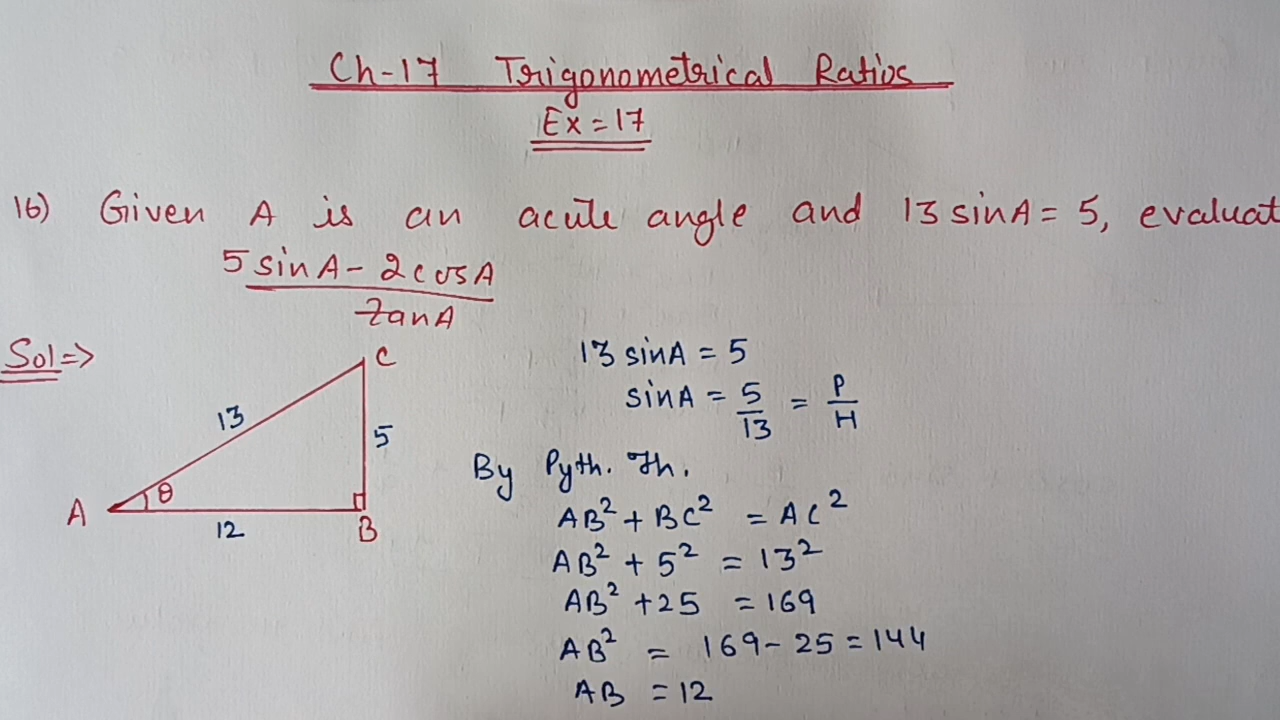 Ch-17 Trigonometrical Ratios
Ex=17
16) Given A is an acute angle and 13 sinA = 5, evaluat
5 sinA - 2 cosA
tanA
Sol=>
C
13
5
A
θ
12
B
13 sinA = 5
sinA = 5/13 = P/H
By Pyth. Th.
AB² + BC² = AC²
AB² + 5² = 13²
AB² + 25 = 169
AB² = 169 - 25 = 144
AB = 12